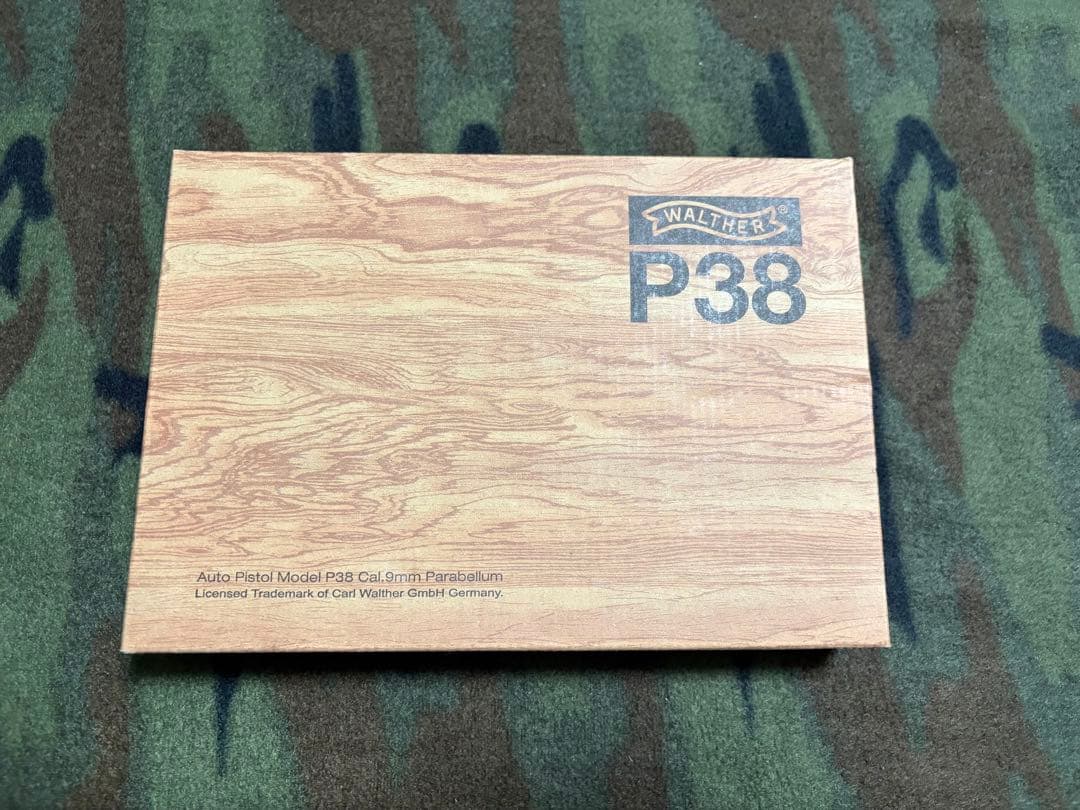 WALTHER®
P38
Auto Pistol Model P38 Cal.9mm Parabellum
Licensed Trademark of Carl Walther GmbH Germany.